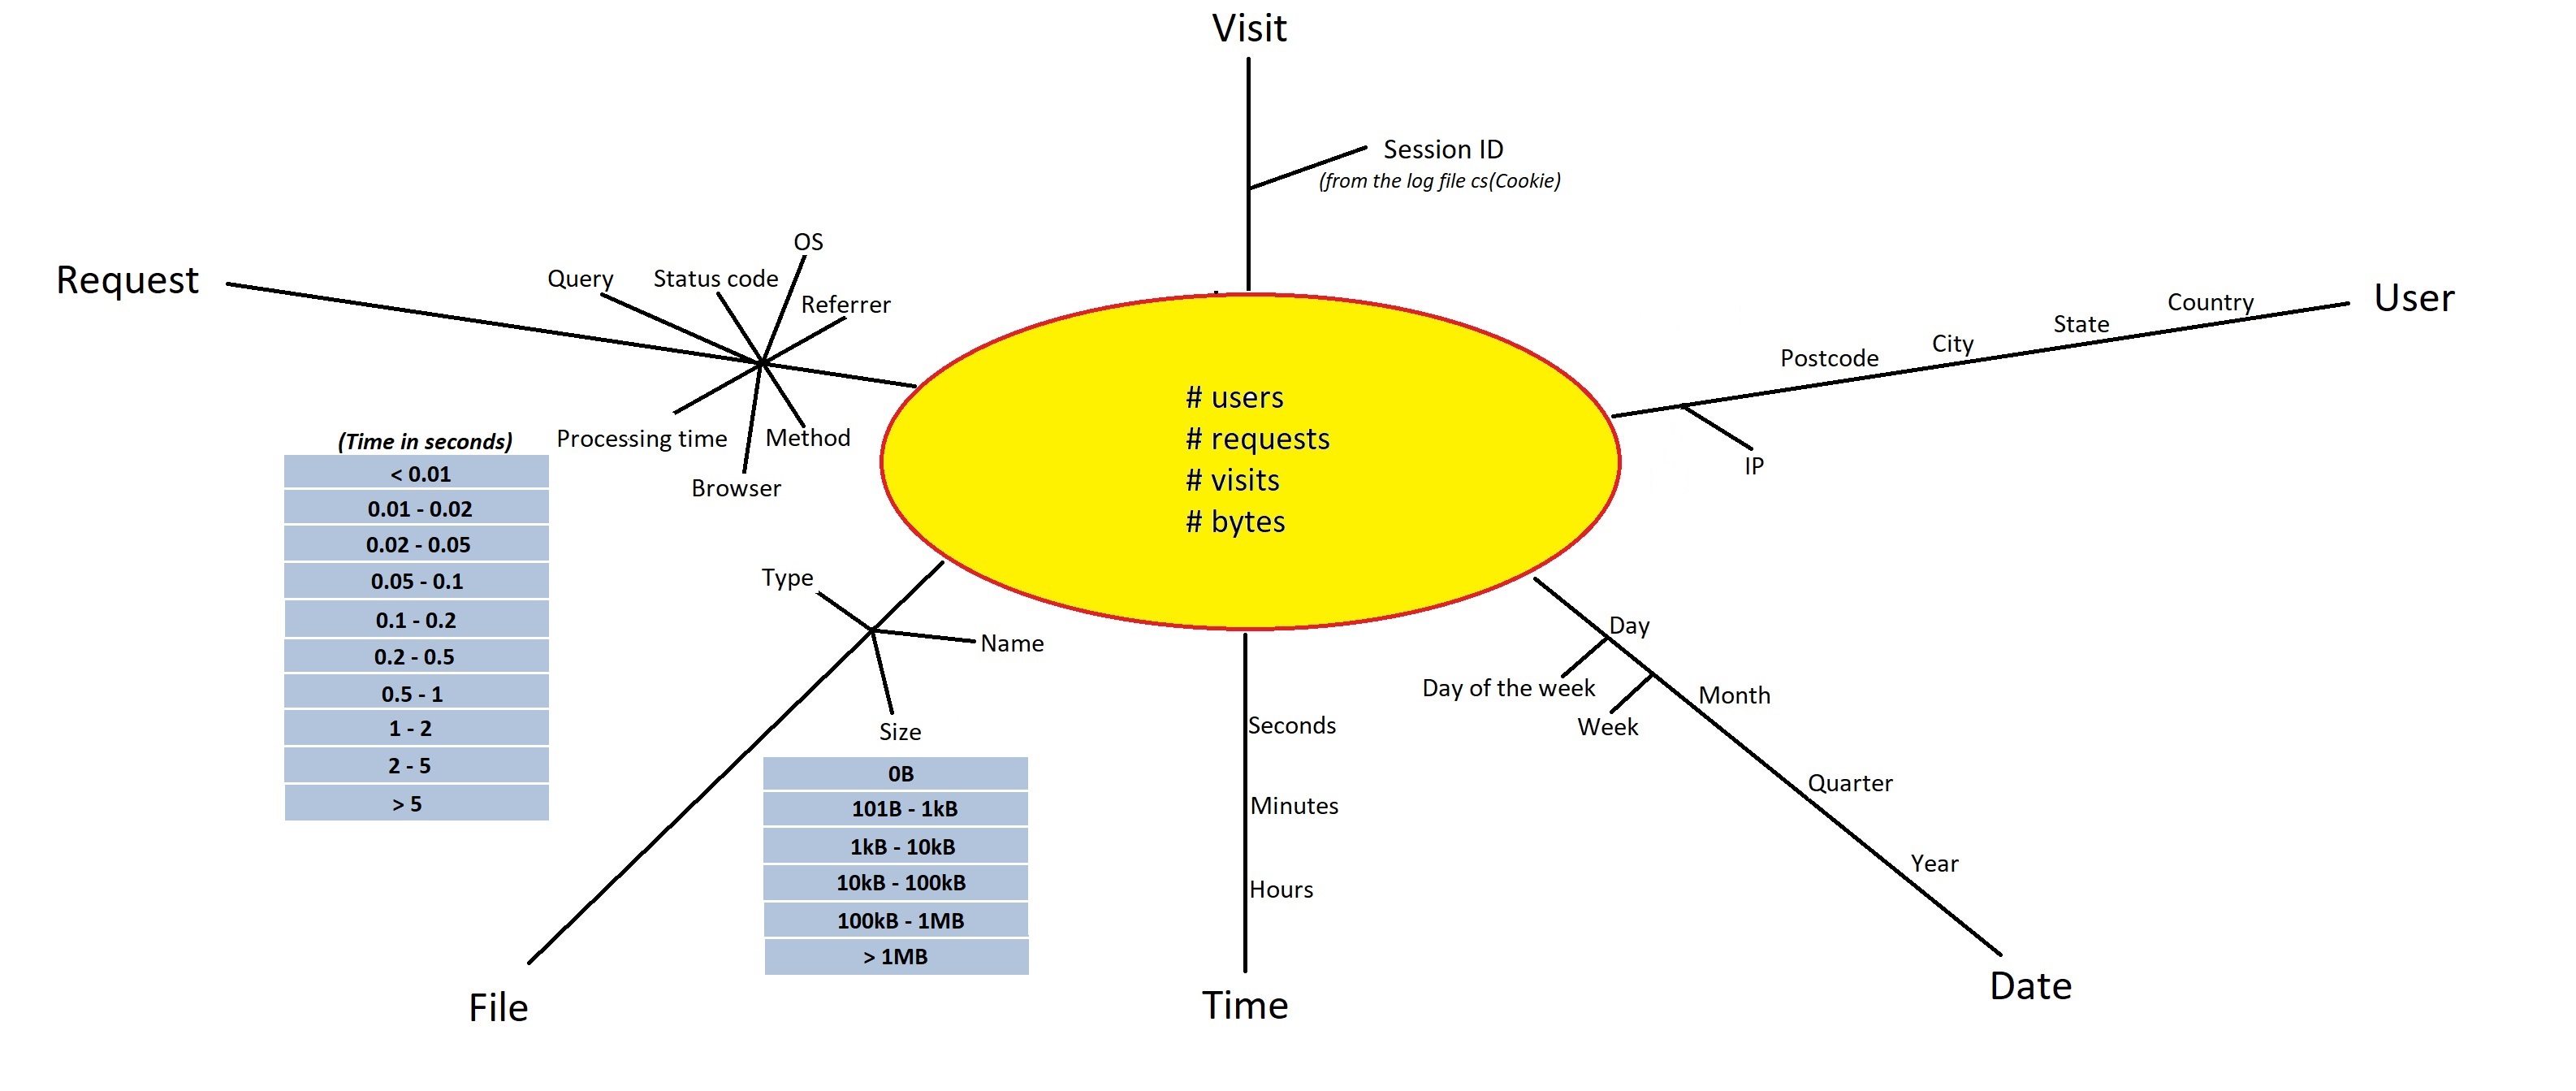 Visit
Session ID
(from the log file cs(Cookie)
Request
Query
Status code
OS
Referrer
Processing time
Method
Browser
(Time in seconds)
< 0.01
0.01 - 0.02
0.02 - 0.05
0.05 - 0.1
0.1 - 0.2
0.2 - 0.5
0.5 - 1
1 - 2
2 - 5
> 5
# users
# requests
# visits
# bytes
User
Country
State
City
Postcode
IP
Type
Name
Size
0B
101B - 1kB
1kB - 10kB
10kB - 100kB
100kB - 1MB
> 1MB
File
Seconds
Minutes
Hours
Time
Day
Day of the week
Week
Month
Quarter
Year
Date